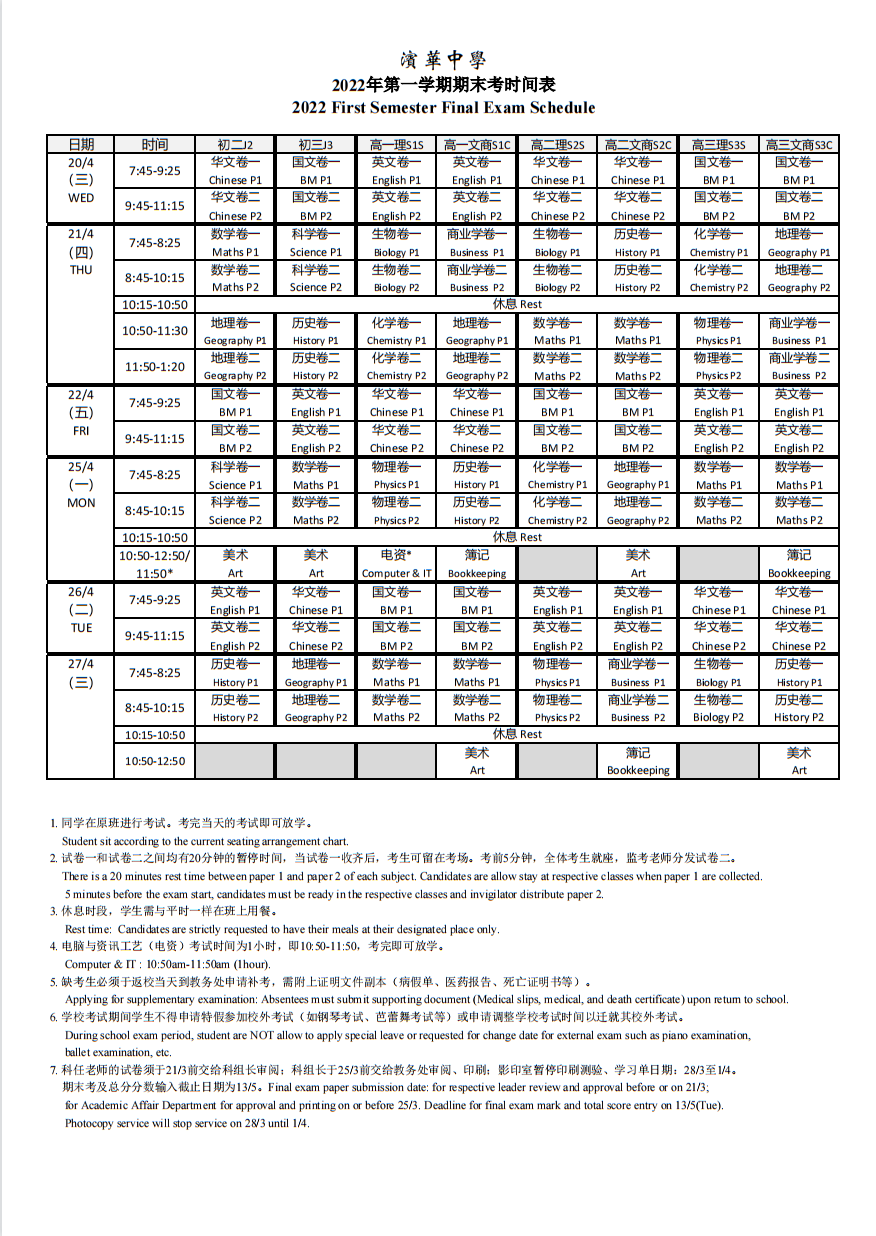 濱華中學
2022年第一学期期末考时间表
2022 First Semester Final Exam Schedule
日期 时间 初二J2 初三J3 高一理S1S 高一文商S1C 高二理S2S 高二文商S2C 高三理S3S 高三文商S3C
20/4 (三) WED
7:45-9:25 华文卷一 国文卷一 英文卷一 英文卷一 华文卷一 华文卷一 国文卷一 国文卷一
Chinese P1 BM P1 English P1 English P1 Chinese P1 Chinese P1 BM P1 BM P1
9:45-11:15 华文卷二 国文卷二 英文卷二 英文卷二 华文卷二 华文卷二 国文卷二 国文卷二
Chinese P2 BM P2 English P2 English P2 Chinese P2 Chinese P2 BM P2 BM P2
21/4 (四) THU
7:45-8:25 数学卷一 科学卷一 生物卷一 商业学卷一 生物卷一 历史卷一 化学卷一 地理卷一
Maths P1 Science P1 Biology P1 Business P1 Biology P1 History P1 Chemistry P1 Geography P1
8:45-10:15 数学卷二 科学卷二 生物卷二 商业学卷二 生物卷二 历史卷二 化学卷二 地理卷二
Maths P2 Science P2 Biology P2 Business P2 Biology P2 History P2 Chemistry P2 Geography P2
10:15-10:50 休息 Rest
10:50-11:30 地理卷一 历史卷一 化学卷一 地理卷一 数学卷一 数学卷一 物理卷一 商业学卷一
Geography P1 History P1 Chemistry P1 Geography P1 Maths P1 Maths P1 Physics P1 Business P1
11:50-1:20 地理卷二 历史卷二 化学卷二 地理卷二 数学卷二 数学卷二 物理卷二 商业学卷二
Geography P2 History P2 Chemistry P2 Geography P2 Maths P2 Maths P2 Physics P2 Business P2
22/4 (五) FRI
7:45-9:25 国文卷一 英文卷一 华文卷一 华文卷一 国文卷一 国文卷一 英文卷一 英文卷一
BM P1 English P1 Chinese P1 Chinese P1 BM P1 BM P1 English P1 English P1
9:45-11:15 国文卷二 英文卷二 华文卷二 华文卷二 国文卷二 国文卷二 英文卷二 英文卷二
BM P2 English P2 Chinese P2 Chinese P2 BM P2 BM P2 English P2 English P2
25/4 (一) MON
7:45-8:25 科学卷一 数学卷一 物理卷一 历史卷一 化学卷一 地理卷一 数学卷一 数学卷一
Science P1 Maths P1 Physics P1 History P1 Chemistry P1 Geography P1 Maths P1 Maths P1
8:45-10:15 科学卷二 数学卷二 物理卷二 历史卷二 化学卷二 地理卷二 数学卷二 数学卷二
Science P2 Maths P2 Physics P2 History P2 Chemistry P2 Geography P2 Maths P2 Maths P2
10:15-10:50 休息 Rest
10:50-12:50/ 美术 美术 电资* 簿记 美术 簿记
11:50* Art Art Computer & IT Bookkeeping Art Bookkeeping
26/4 (二) TUE
7:45-9:25 英文卷一 华文卷一 国文卷一 国文卷一 英文卷一 英文卷一 华文卷一 华文卷一
English P1 Chinese P1 BM P1 BM P1 English P1 English P1 Chinese P1 Chinese P1
9:45-11:15 英文卷二 华文卷二 国文卷二 国文卷二 英文卷二 英文卷二 华文卷二 华文卷二
English P2 Chinese P2 BM P2 BM P2 English P2 English P2 Chinese P2 Chinese P2
27/4 (三)
7:45-8:25 历史卷一 地理卷一 数学卷一 数学卷一 物理卷一 商业学卷一 生物卷一 历史卷一
History P1 Geography P1 Maths P1 Maths P1 Physics P1 Business P1 Biology P1 History P1
8:45-10:15 历史卷二 地理卷二 数学卷二 数学卷二 物理卷二 商业学卷二 生物卷二 历史卷二
History P2 Geography P2 Maths P2 Maths P2 Physics P2 Business P2 Biology P2 History P2
10:15-10:50 休息 Rest
10:50-12:50 美术 簿记 美术
Art Bookkeeping Art
1. 同学在原班进行考试。考完当天的考试即可放学。
Student sit according to the current seating arrangement chart.
2. 试卷一和试卷二之间均有20分钟的暂停时间，当试卷一收齐后，考生可留在考场。考前5分钟，全体考生就座，监考老师分发试卷二。
There is a 20 minutes rest time between paper 1 and paper 2 of each subject. Candidates are allow stay at respective classes when paper 1 are collected.
5 minutes before the exam start, candidates must be ready in the respective classes and invigilator distribute paper 2.
3. 休息时段，学生需与平时一样在班上用餐。
Rest time: Candidates are strictly requested to have their meals at their designated place only.
4. 电脑与资讯工艺（电资）考试时间为1小时，即10:50-11:50，考完即可放学。
Computer & IT : 10:50am-11:50am (1hour).
5. 缺考生必须于返校当天到教务处申请补考，需附上证明文件副本（病假单、医药报告、死亡证明书等）。
Applying for supplementary examination: Absentees must submit supporting document (Medical slips, medical, and death certificate) upon return to school.
6. 学校考试期间学生不得申请特假参加校外考试（如钢琴考试、芭蕾舞考试等）或申请调整学校考试时间以迁就其校外考试。
During school exam period, student are NOT allow to apply special leave or requested for change date for external exam such as piano examination,
ballet examination, etc.
7. 科任老师的试卷须于21/3前交给科组长审阅；科组长于25/3前交给教务处审阅、印刷；影印室暂停印刷测验、学习单日期：28/3至1/4。
期末考及总分分数输入截止日期为13/5。Final exam paper submission date: for respective leader review and approval before or on 21/3;
for Academic Affair Department for approval and printing on or before 25/3. Deadline for final exam mark and total score entry on 13/5(Tue).
Photocopy service will stop service on 28/3 until 1/4.